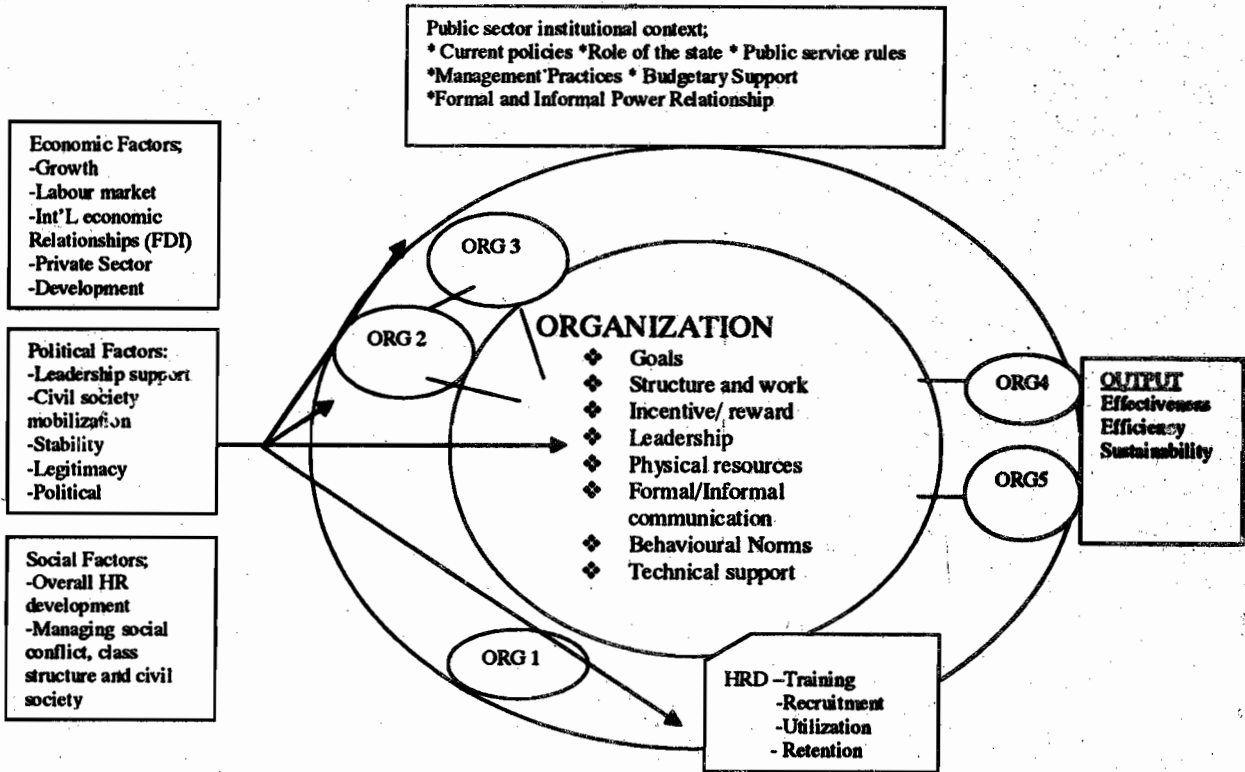 Public sector institutional context;
* Current policies *Role of the state * Public service rules
*Management Practices * Budgetary Support
*Formal and Informal Power Relationship
Economic Factors;
-Growth
-Labour market
-Int'L economic
Relationships (FDI)
-Private Sector
-Development
Political Factors:
-Leadership support
-Civil society
mobilization
-Stability
-Legitimacy
-Political
Social Factors;
-Overall HR
development
-Managing social
conflict, class
structure and civil
society
ORG 3
ORG 2
ORGANIZATION
❖ Goals
❖ Structure and work
❖ Incentive/ reward
❖ Leadership
❖ Physical resources
❖ Formal/Informal
communication
❖ Behavioural Norms
❖ Technical support
ORG 1
ORG4
ORG5
OUTPUT
Effectiveness
Efficiency
Sustainability
HRD –Training
-Recruitment
-Utilization
- Retention